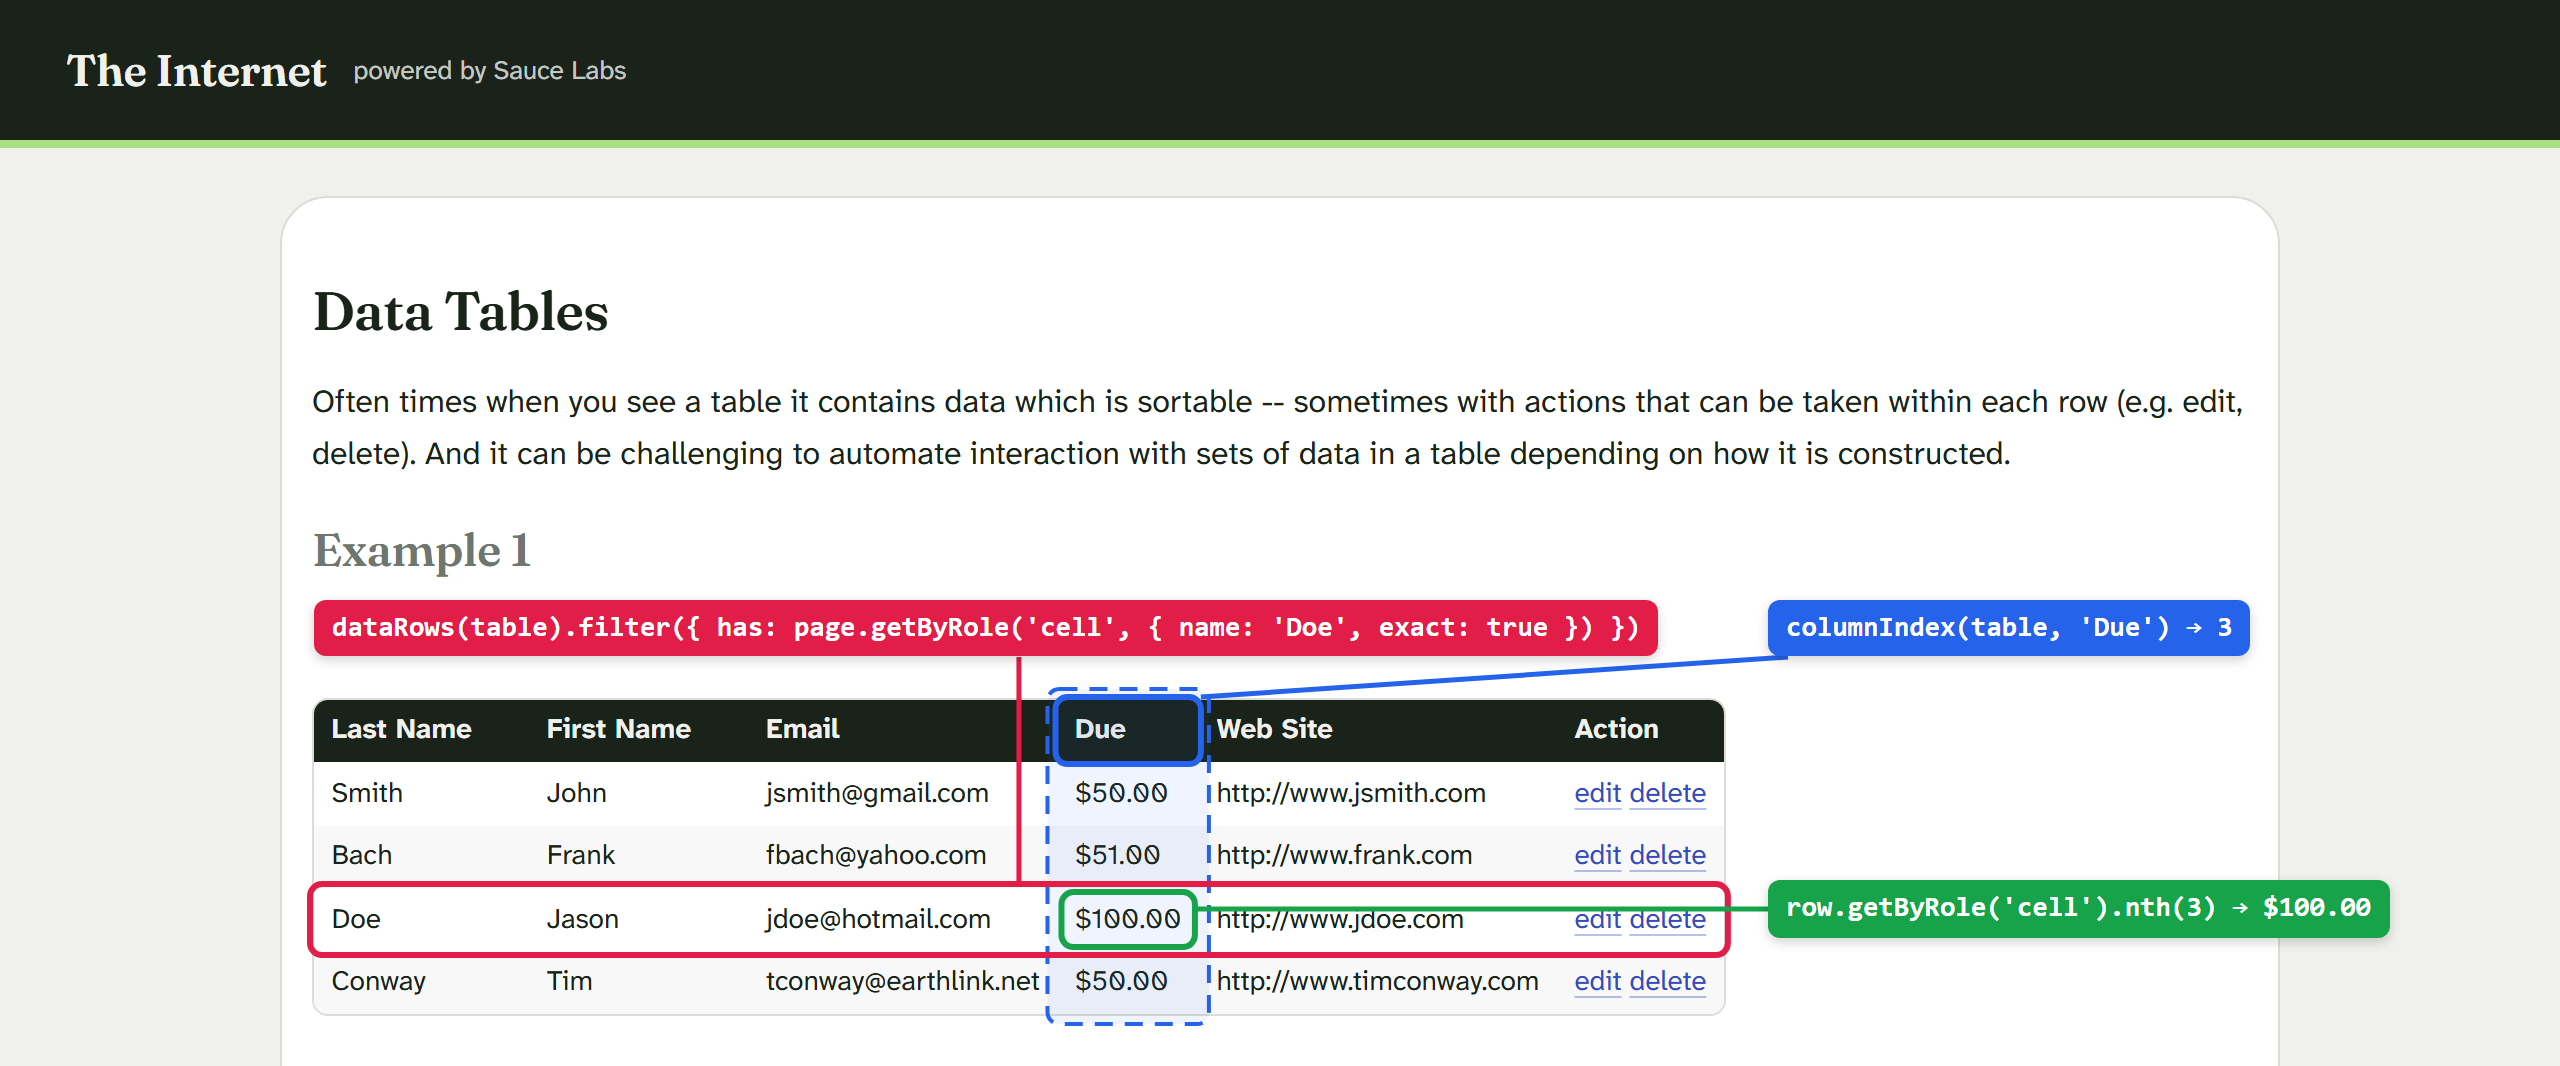 The Internet powered by Sauce Labs
Data Tables
Often times when you see a table it contains data which is sortable -- sometimes with actions that can be taken within each row (e.g. edit,
delete). And it can be challenging to automate interaction with sets of data in a table depending on how it is constructed.
Example 1
dataRows(table).filter({ has: page.getByRole('cell', { name: 'Doe', exact: true }) }) columnIndex(table, 'Due') → 3
Last Name First Name Email Due Web Site Action
Smith John jsmith@gmail.com $50.00 http://www.jsmith.com edit delete
Bach Frank fbach@yahoo.com $51.00 http://www.frank.com edit delete
Doe Jason jdoe@hotmail.com $100.00 http://www.jdoe.com edit delete row.getByRole('cell').nth(3) → $100.00
Conway Tim tconway@earthlink.net $50.00 http://www.timconway.com edit delete